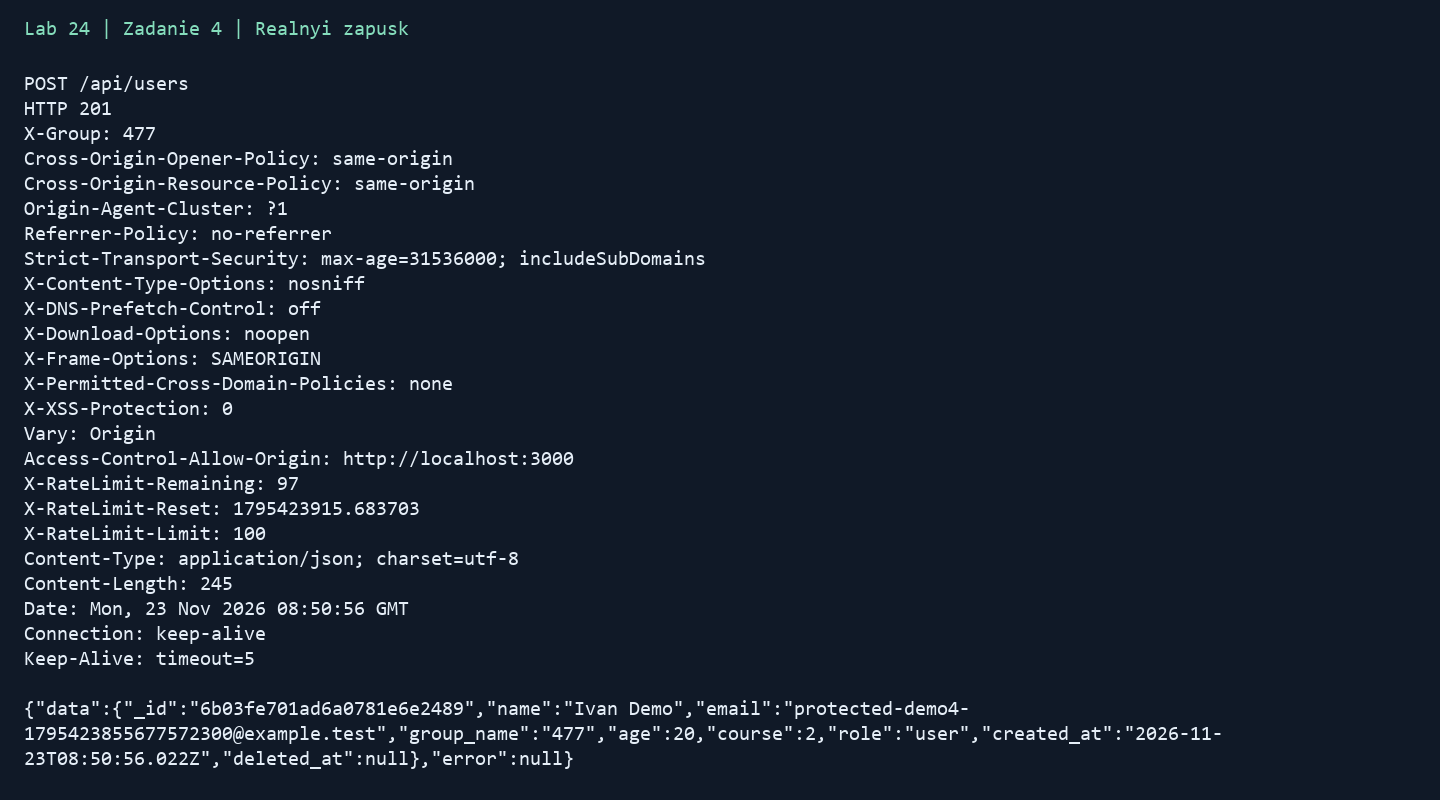 Lab 24 | Zadanie 4 | Realnyi zapusk
POST /api/users
HTTP 201
X-Group: 477
Cross-Origin-Opener-Policy: same-origin
Cross-Origin-Resource-Policy: same-origin
Origin-Agent-Cluster: ?1
Referrer-Policy: no-referrer
Strict-Transport-Security: max-age=31536000; includeSubDomains
X-Content-Type-Options: nosniff
X-DNS-Prefetch-Control: off
X-Download-Options: noopen
X-Frame-Options: SAMEORIGIN
X-Permitted-Cross-Domain-Policies: none
X-XSS-Protection: 0
Vary: Origin
Access-Control-Allow-Origin: http://localhost:3000
X-RateLimit-Remaining: 97
X-RateLimit-Reset: 1795423915.683703
X-RateLimit-Limit: 100
Content-Type: application/json; charset=utf-8
Content-Length: 245
Date: Mon, 23 Nov 2026 08:50:56 GMT
Connection: keep-alive
Keep-Alive: timeout=5
{"data":{"_id":"6b03fe701ad6a0781e6e2489","name":"Ivan Demo","email":"protected-demo4-
1795423855677572300@example.test","group_name":"477","age":20,"course":2,"role":"user","created_at":"2026-11-
23T08:50:56.022Z","deleted_at":null},"error":null}